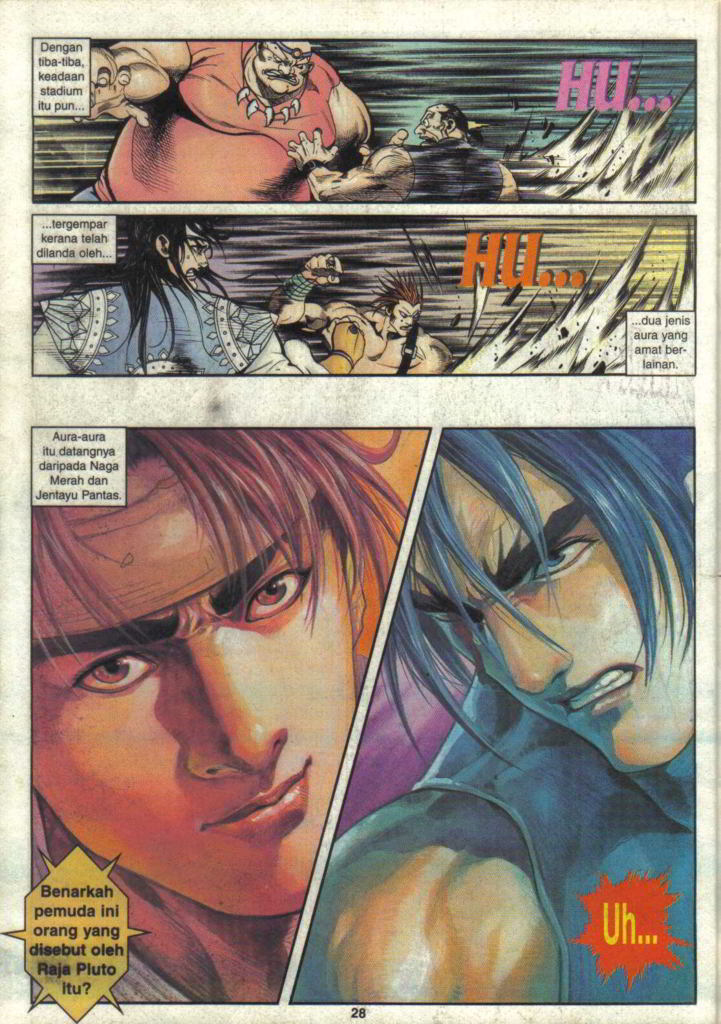 Dengan
tiba-tiba,
keadaan
stadium
itu pun...
HU...
...tergempar
kerana telah
dilanda oleh...
HU...
...dua jenis
aura yang
amat ber-
lainan.
Aura-aura
itu datangnya
daripada Naga
Merah dan
Jentayu Pantas.
Benarkah
pemuda ini
orang yang
disebut oleh
Raja Pluto
itu?
Uh...
28